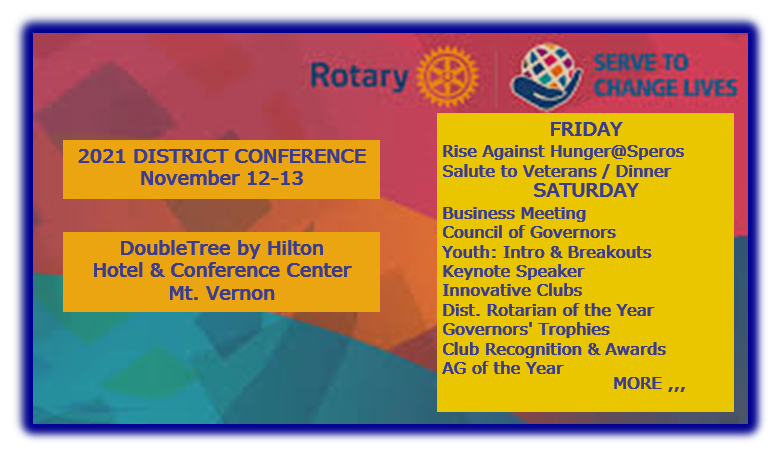 Rotary
SERVE TO
CHANGE LIVES
2021 DISTRICT CONFERENCE
November 12-13
DoubleTree by Hilton
Hotel & Conference Center
Mt. Vernon
FRIDAY
Rise Against Hunger@Speros
Salute to Veterans / Dinner
SATURDAY
Business Meeting
Council of Governors
Youth: Intro & Breakouts
Keynote Speaker
Innovative Clubs
Dist. Rotarian of the Year
Governors' Trophies
Club Recognition & Awards
AG of the Year
MORE ,,,